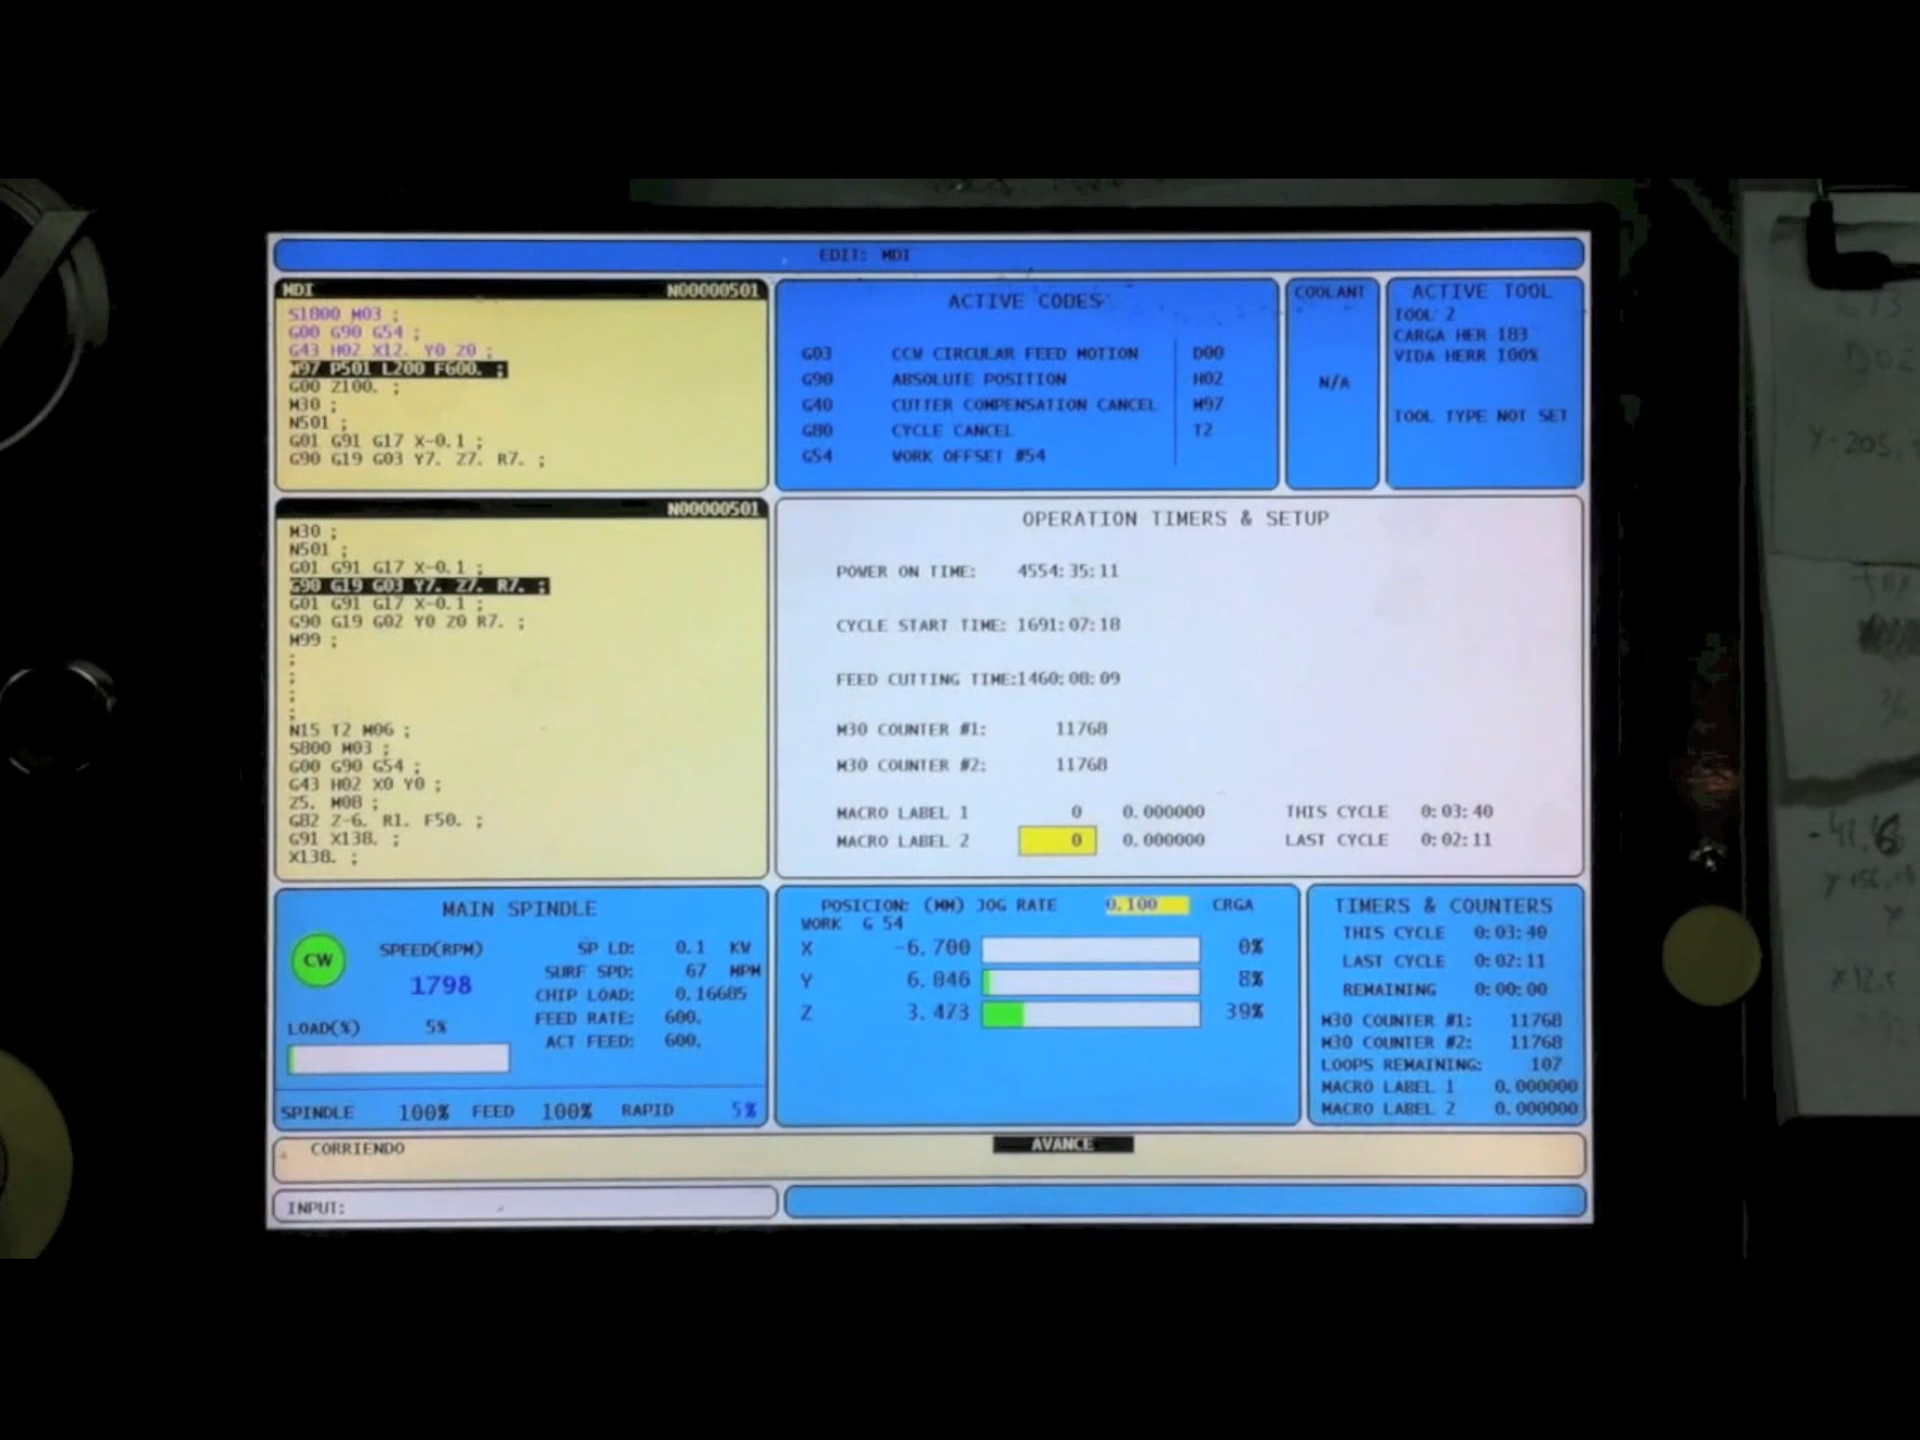 EDIT: MDI
MDI N00000501
S1800 M03 ;
G00 G90 G54 ;
G43 H02 X12. Y0 Z0 ;
M97 P501 L200 F600. ;
G00 Z100. ;
M30 ;
N501 ;
G01 G91 G17 X-0.1 ;
G90 G19 G03 Y7. Z7. R7. ;
ACTIVE CODES
G03 CCW CIRCULAR FEED MOTION D00
G90 ABSOLUTE POSITION H02
G40 CUTTER COMPENSATION CANCEL M97
G80 CYCLE CANCEL T2
G54 WORK OFFSET #54
COOLANT
N/A
ACTIVE TOOL
TOOL 2
CARGA HER 183
VIDA HERR 100%
TOOL TYPE NOT SET
N00000501
M30 ;
N501 ;
G01 G91 G17 X-0.1 ;
G90 G19 G03 Y7. Z7. R7. ;
G01 G91 G17 X-0.1 ;
G90 G19 G02 Y0 Z0 R7. ;
M99 ;
;
;
;
;
N15 T2 M06 ;
S800 M03 ;
G00 G90 G54 ;
G43 H02 X0 Y0 ;
Z5. M08 ;
G82 Z-6. R1. F50. ;
G91 X138. ;
X138. ;
OPERATION TIMERS & SETUP
POWER ON TIME: 4554:35:11
CYCLE START TIME: 1691:07:18
FEED CUTTING TIME:1460:08:09
M30 COUNTER #1: 11768
M30 COUNTER #2: 11768
MACRO LABEL 1 0 0.000000 THIS CYCLE 0:03:40
MACRO LABEL 2 0 0.000000 LAST CYCLE 0:02:11
MAIN SPINDLE
CW
SPEED(RPM)
1798
LOAD(%) 5%
SP LD: 0.1 KW
SURF SPD: 67 MPM
CHIP LOAD: 0.16685
FEED RATE: 600.
ACT FEED: 600.
SPINDLE 100% FEED 100% RAPID 5%
POSICION: (MM) JOG RATE 0.100 CRGA
WORK G 54
X -6.700 0%
Y 6.046 8%
Z 3.473 39%
TIMERS & COUNTERS
THIS CYCLE 0:03:40
LAST CYCLE 0:02:11
REMAINING 0:00:00
M30 COUNTER #1: 11768
M30 COUNTER #2: 11768
LOOPS REMAINING: 107
MACRO LABEL 1 0.000000
MACRO LABEL 2 0.000000
CORRIENDO
AVANCE
INPUT: